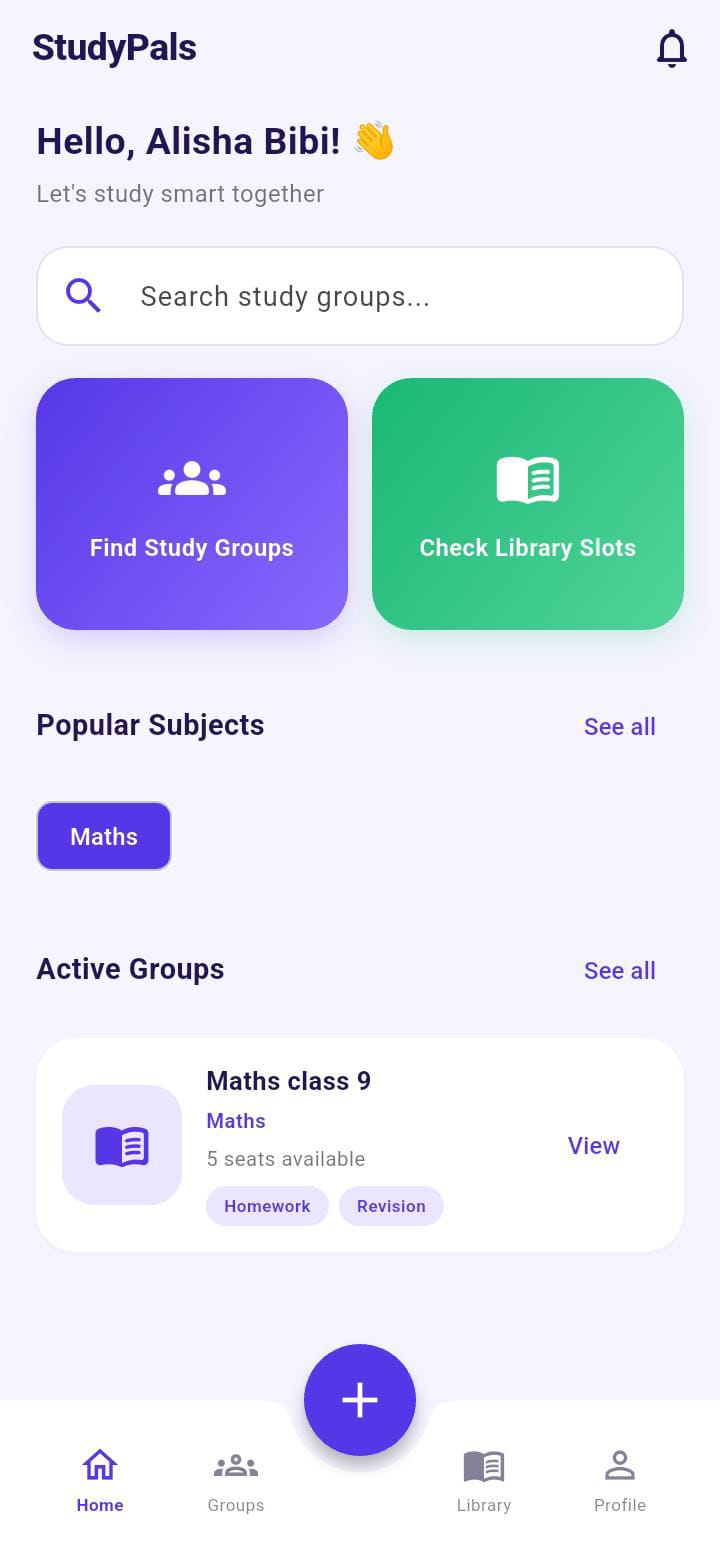 StudyPals
Hello, Alisha Bibi! 👋
Let's study smart together
Search study groups...
Find Study Groups
Check Library Slots
Popular Subjects
See all
Maths
Active Groups
See all
Maths class 9
Maths
5 seats available
View
Homework
Revision
Home
Groups
Library
Profile